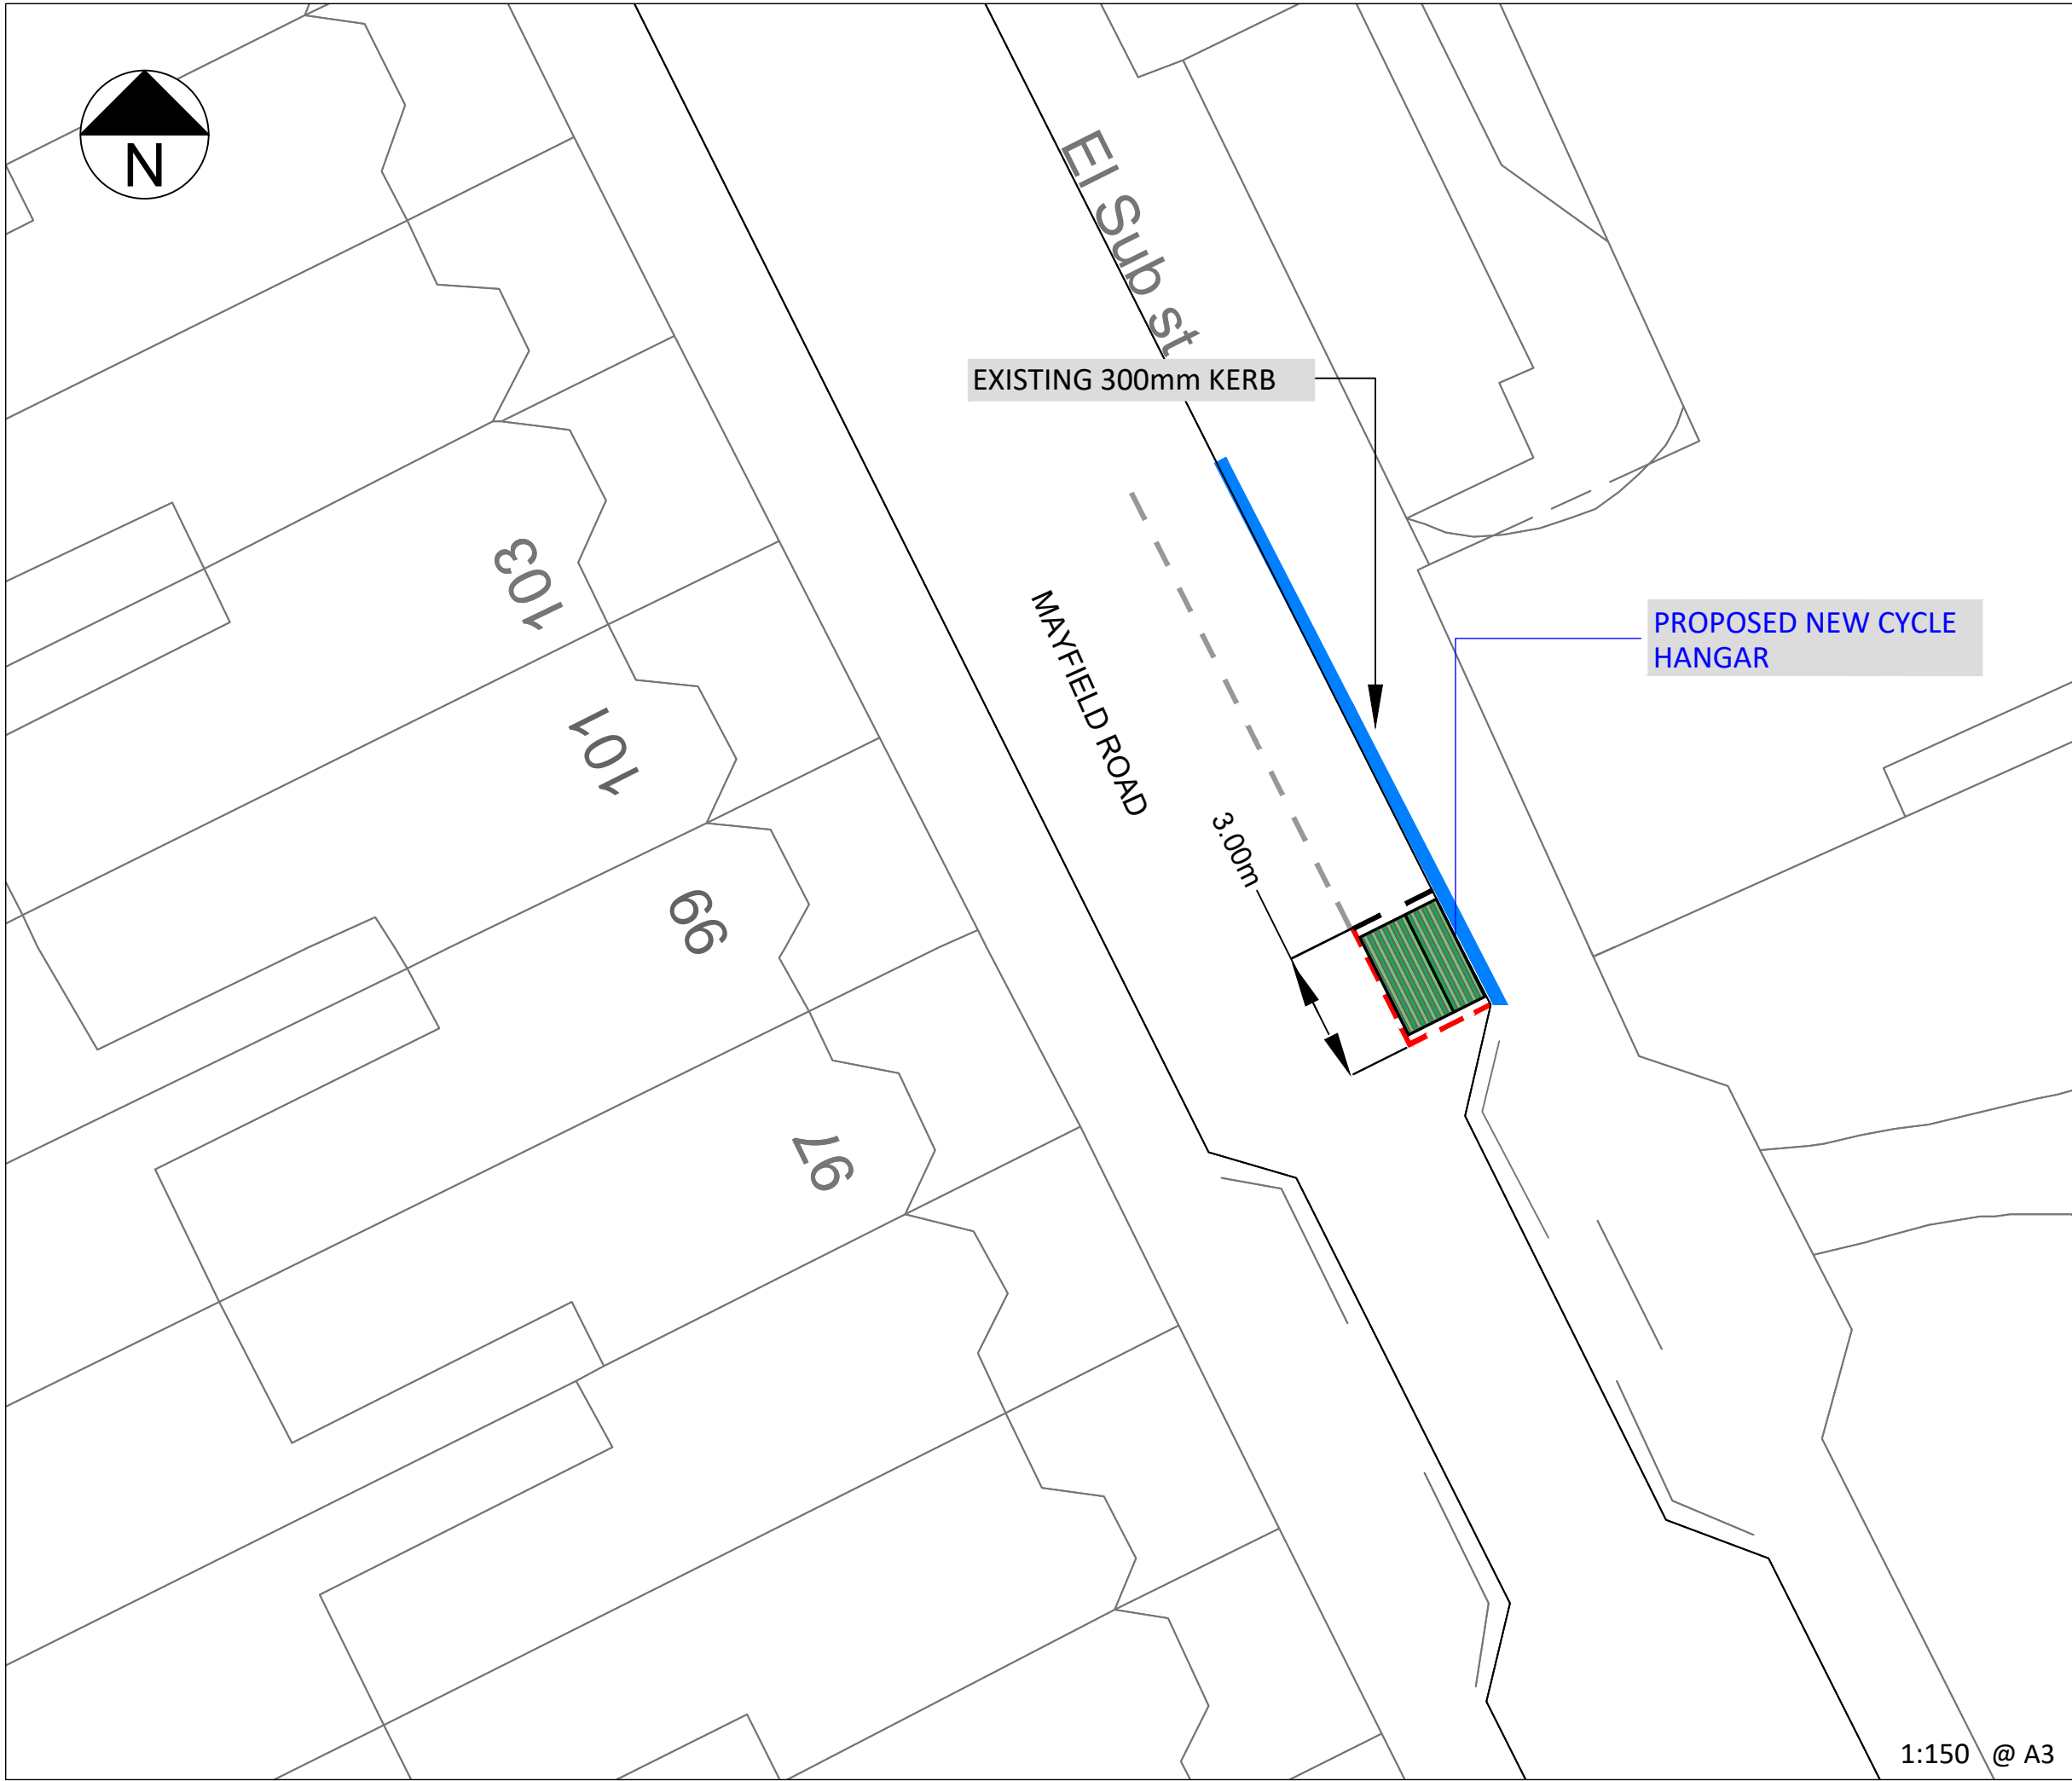 N
El Sub st
EXISTING 300mm KERB
103
MAYFIELD ROAD
PROPOSED NEW CYCLE
HANGAR
101
3.00m
99
97
1:150 @ A3